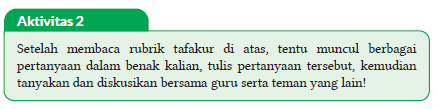 Aktivitas 2
Setelah membaca rubrik tafakur di atas, tentu muncul berbagai
pertanyaan dalam benak kalian, tulis pertanyaan tersebut, kemudian
tanyakan dan diskusikan bersama guru serta teman yang lain!